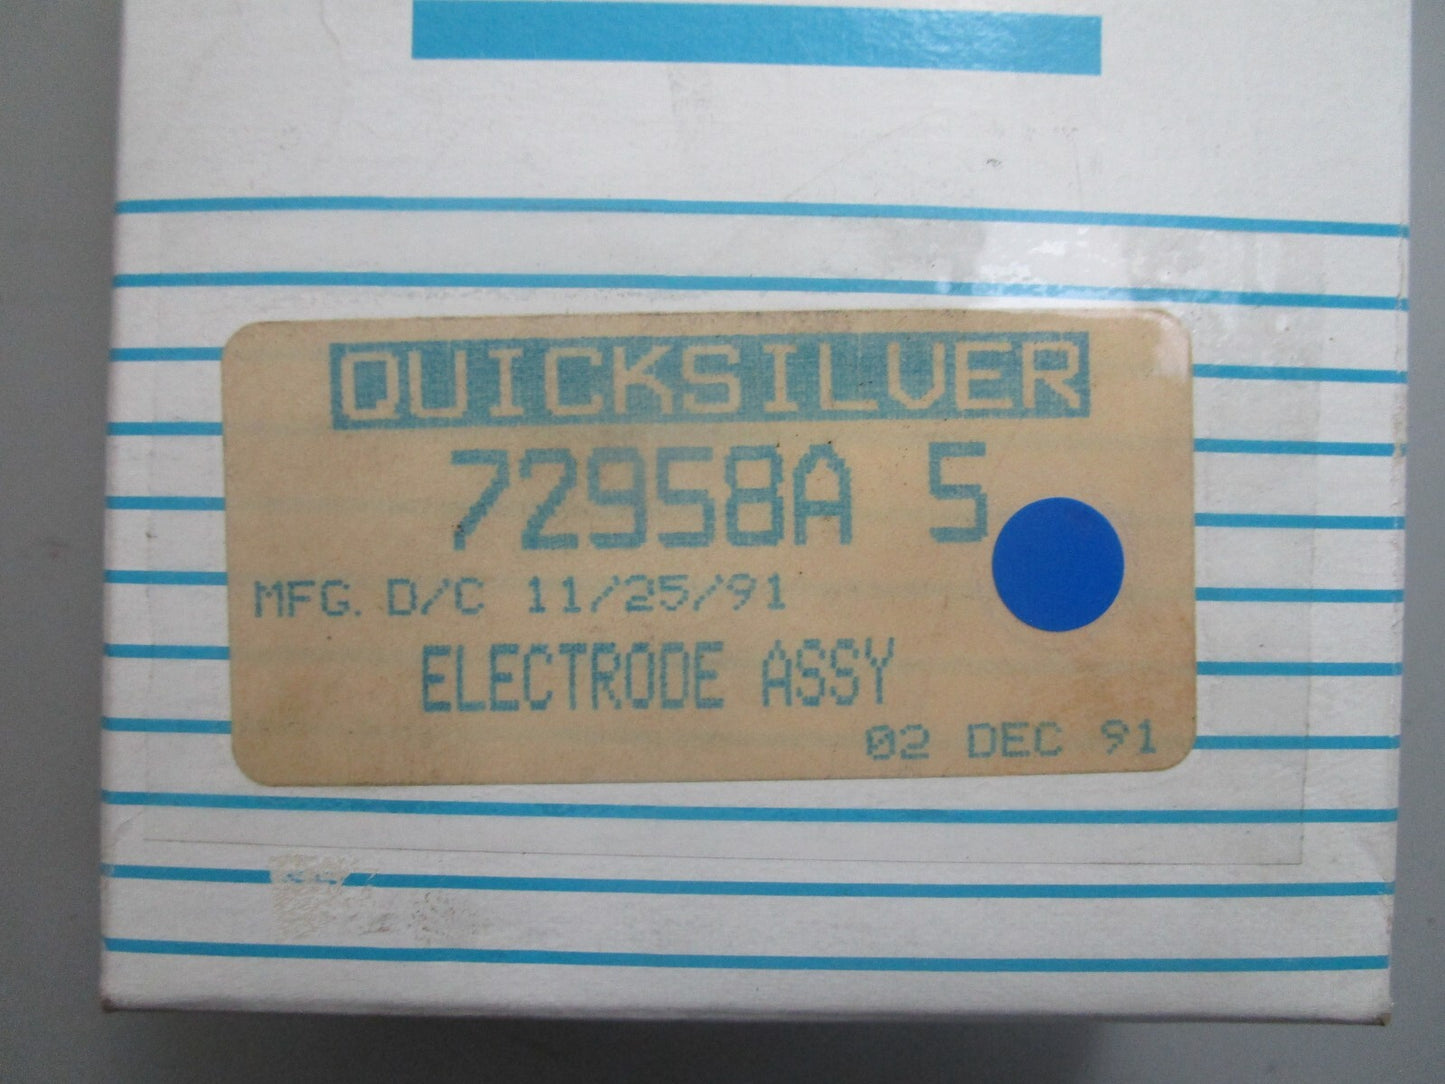 QUICKSILVER
72958A 5
MFG. D/C 11/25/91
ELECTRODE ASSY
02 DEC 91